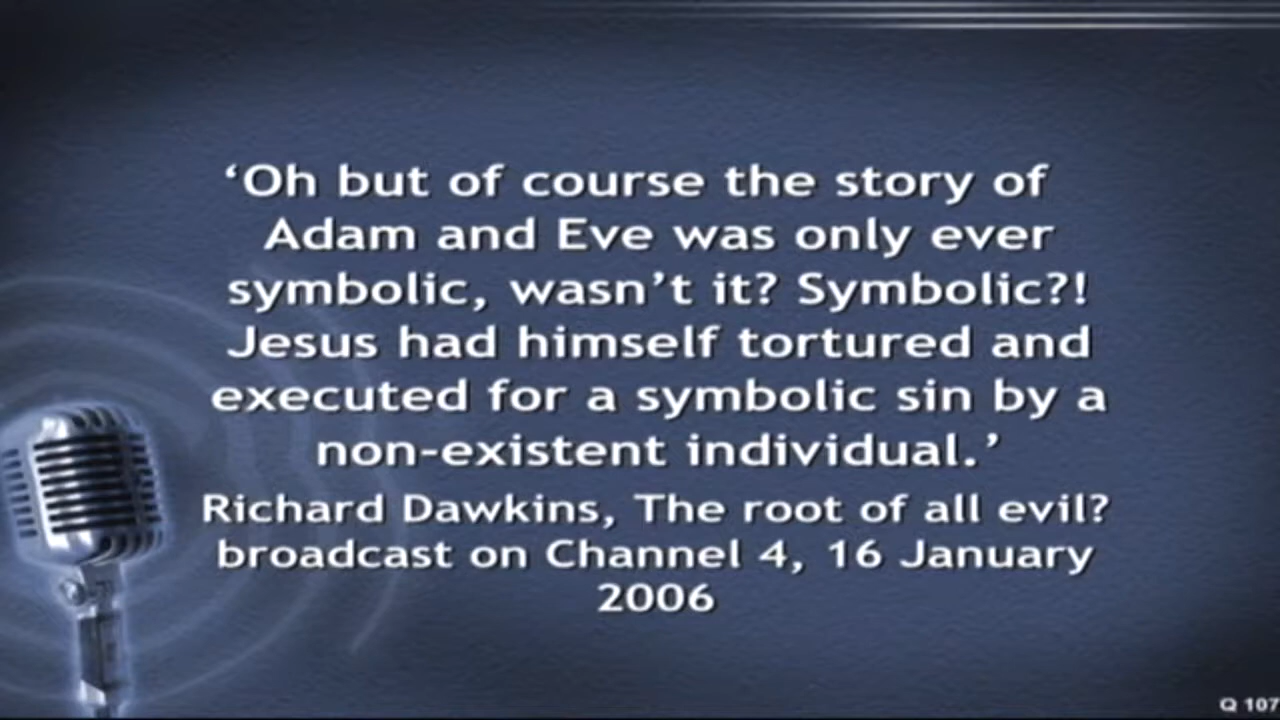 ‘Oh but of course the story of
Adam and Eve was only ever
symbolic, wasn’t it? Symbolic?!
Jesus had himself tortured and
executed for a symbolic sin by a
non-existent individual.’
Richard Dawkins, The root of all evil?
broadcast on Channel 4, 16 January
2006
Q 107